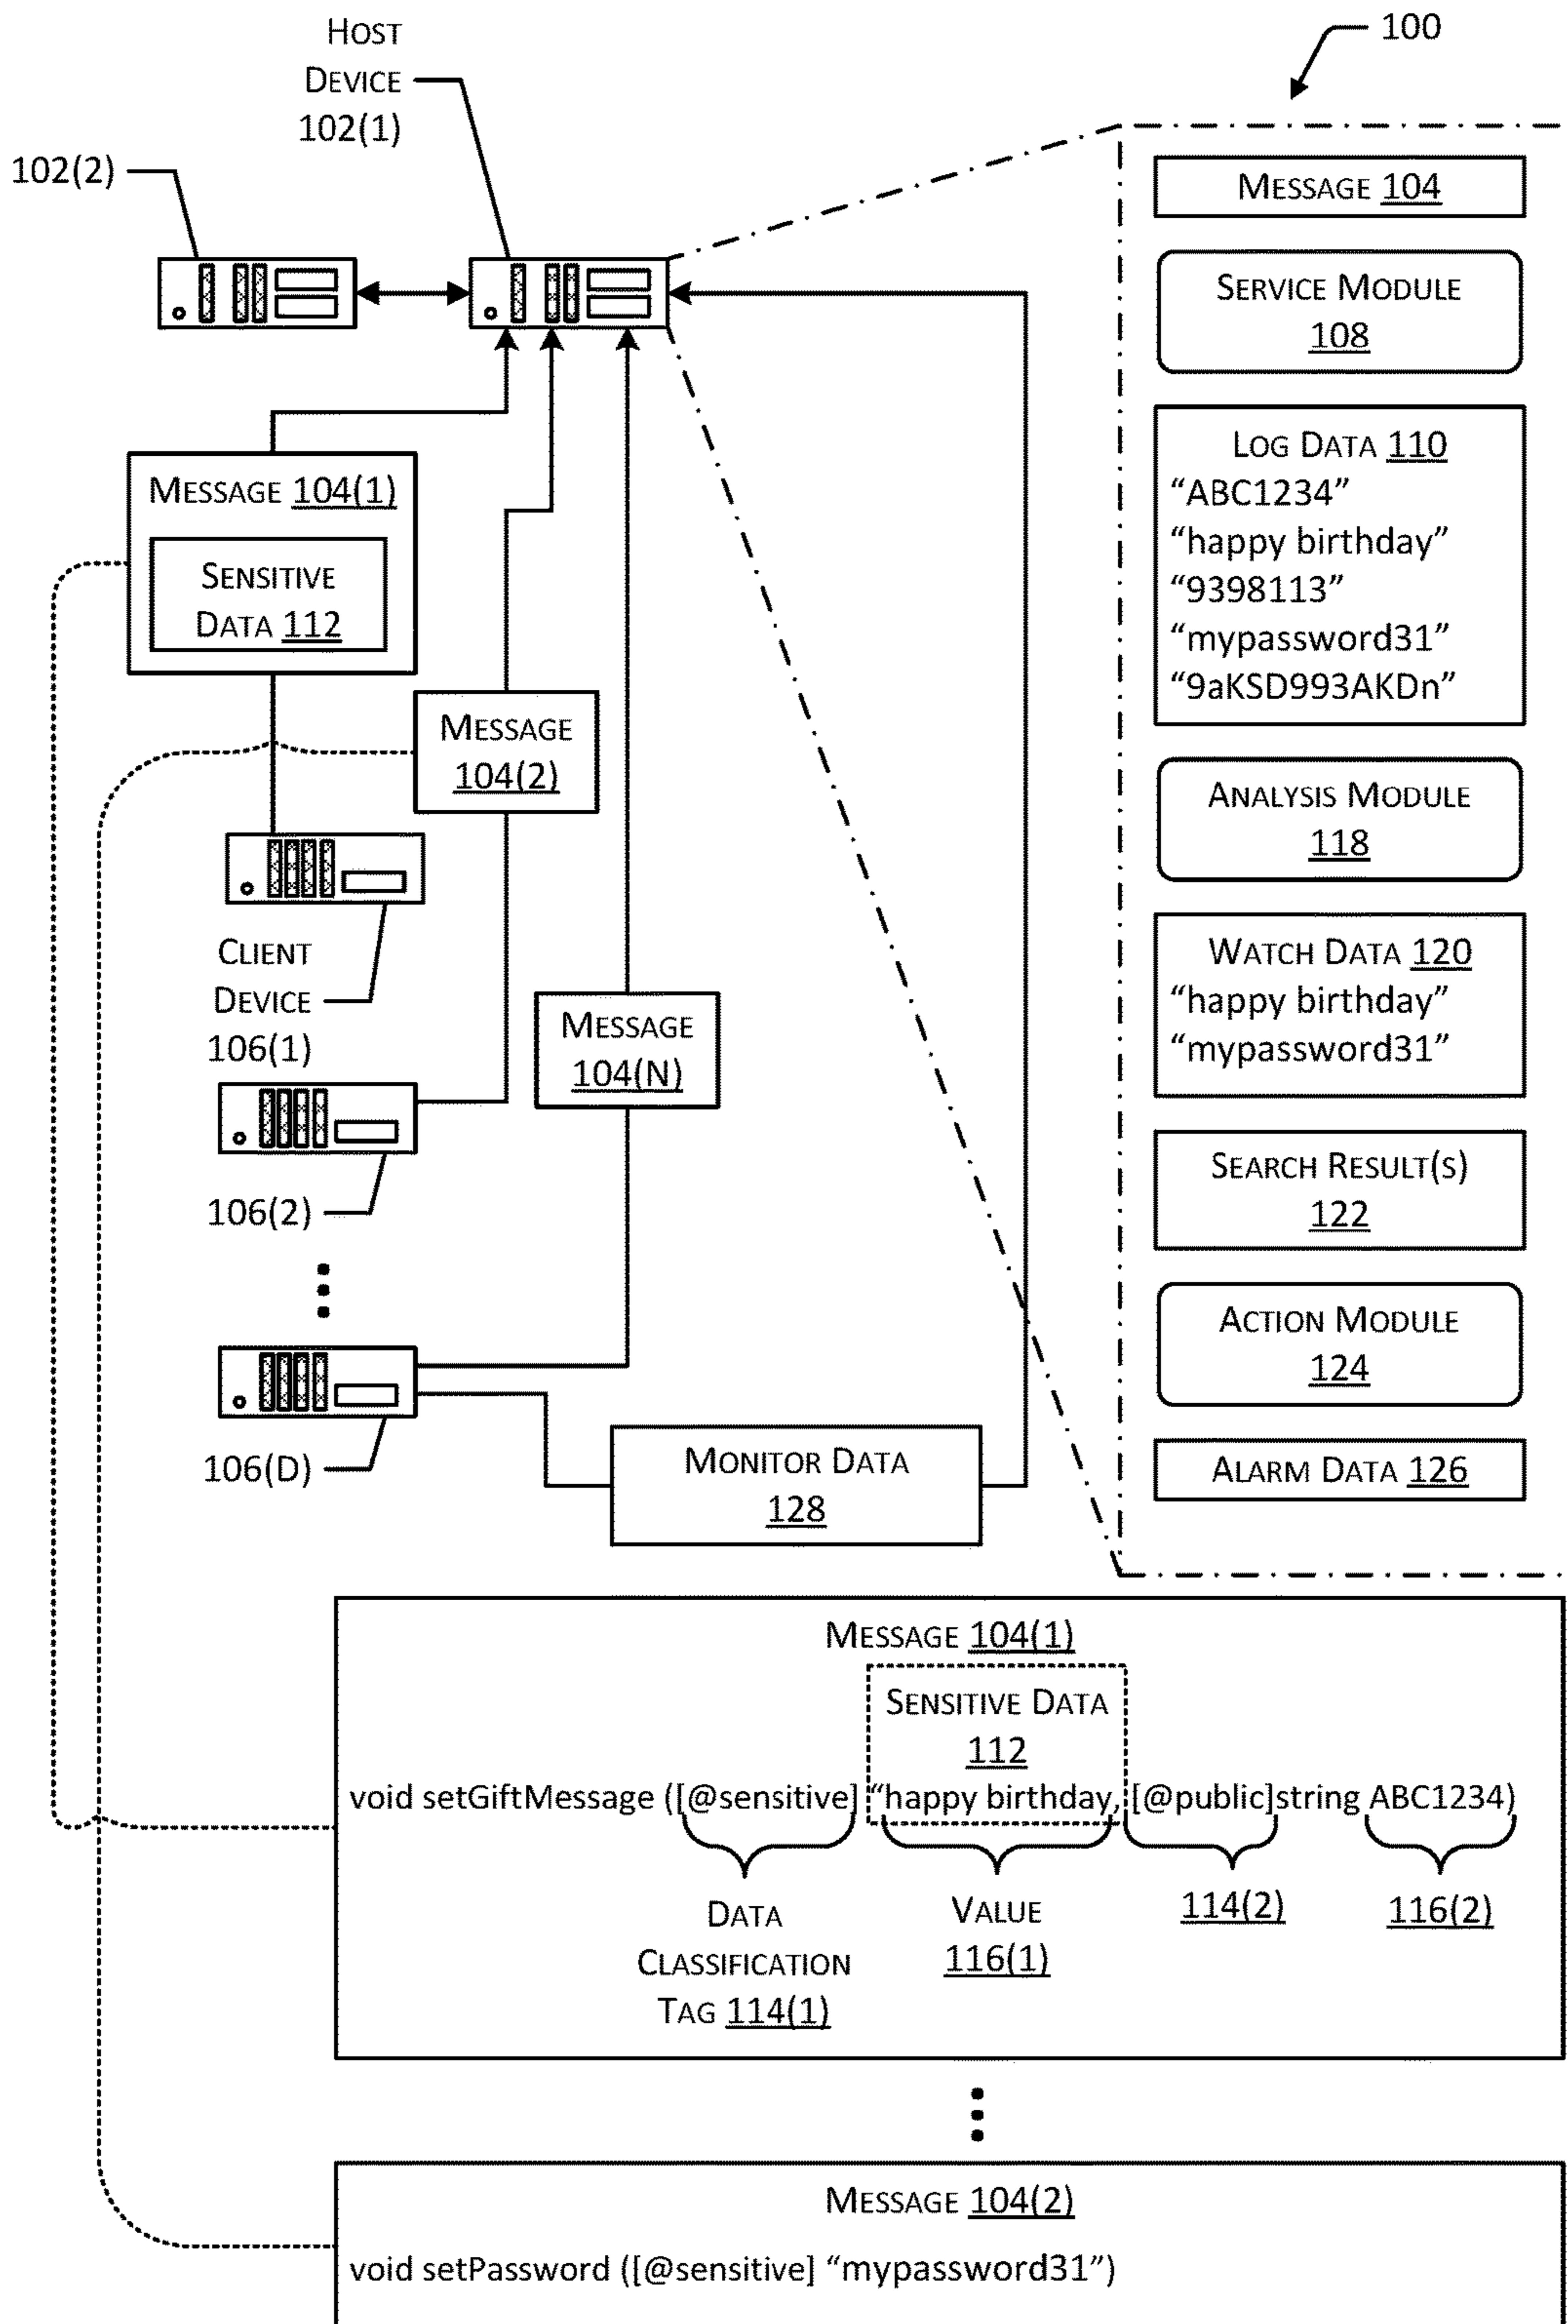 100
HOST
DEVICE
102(1)
102(2)
MESSAGE 104
SERVICE MODULE
108
LOG DATA 110
“ABC1234”
“happy birthday”
“9398113”
“mypassword31”
“9aKSD993AKDn”
ANALYSIS MODULE
118
WATCH DATA 120
“happy birthday”
“mypassword31”
SEARCH RESULT(S)
122
ACTION MODULE
124
ALARM DATA 126
MESSAGE 104(1)
SENSITIVE
DATA 112
MESSAGE
104(2)
CLIENT
DEVICE
106(1)
MESSAGE
104(N)
106(2)
106(D)
MONITOR DATA
128
MESSAGE 104(1)
SENSITIVE DATA
112
void setGiftMessage ([@sensitive] “happy birthday, [@public]string ABC1234)
DATA
CLASSIFICATION
TAG 114(1)
VALUE
116(1)
114(2)
116(2)
MESSAGE 104(2)
void setPassword ([@sensitive] “mypassword31”)